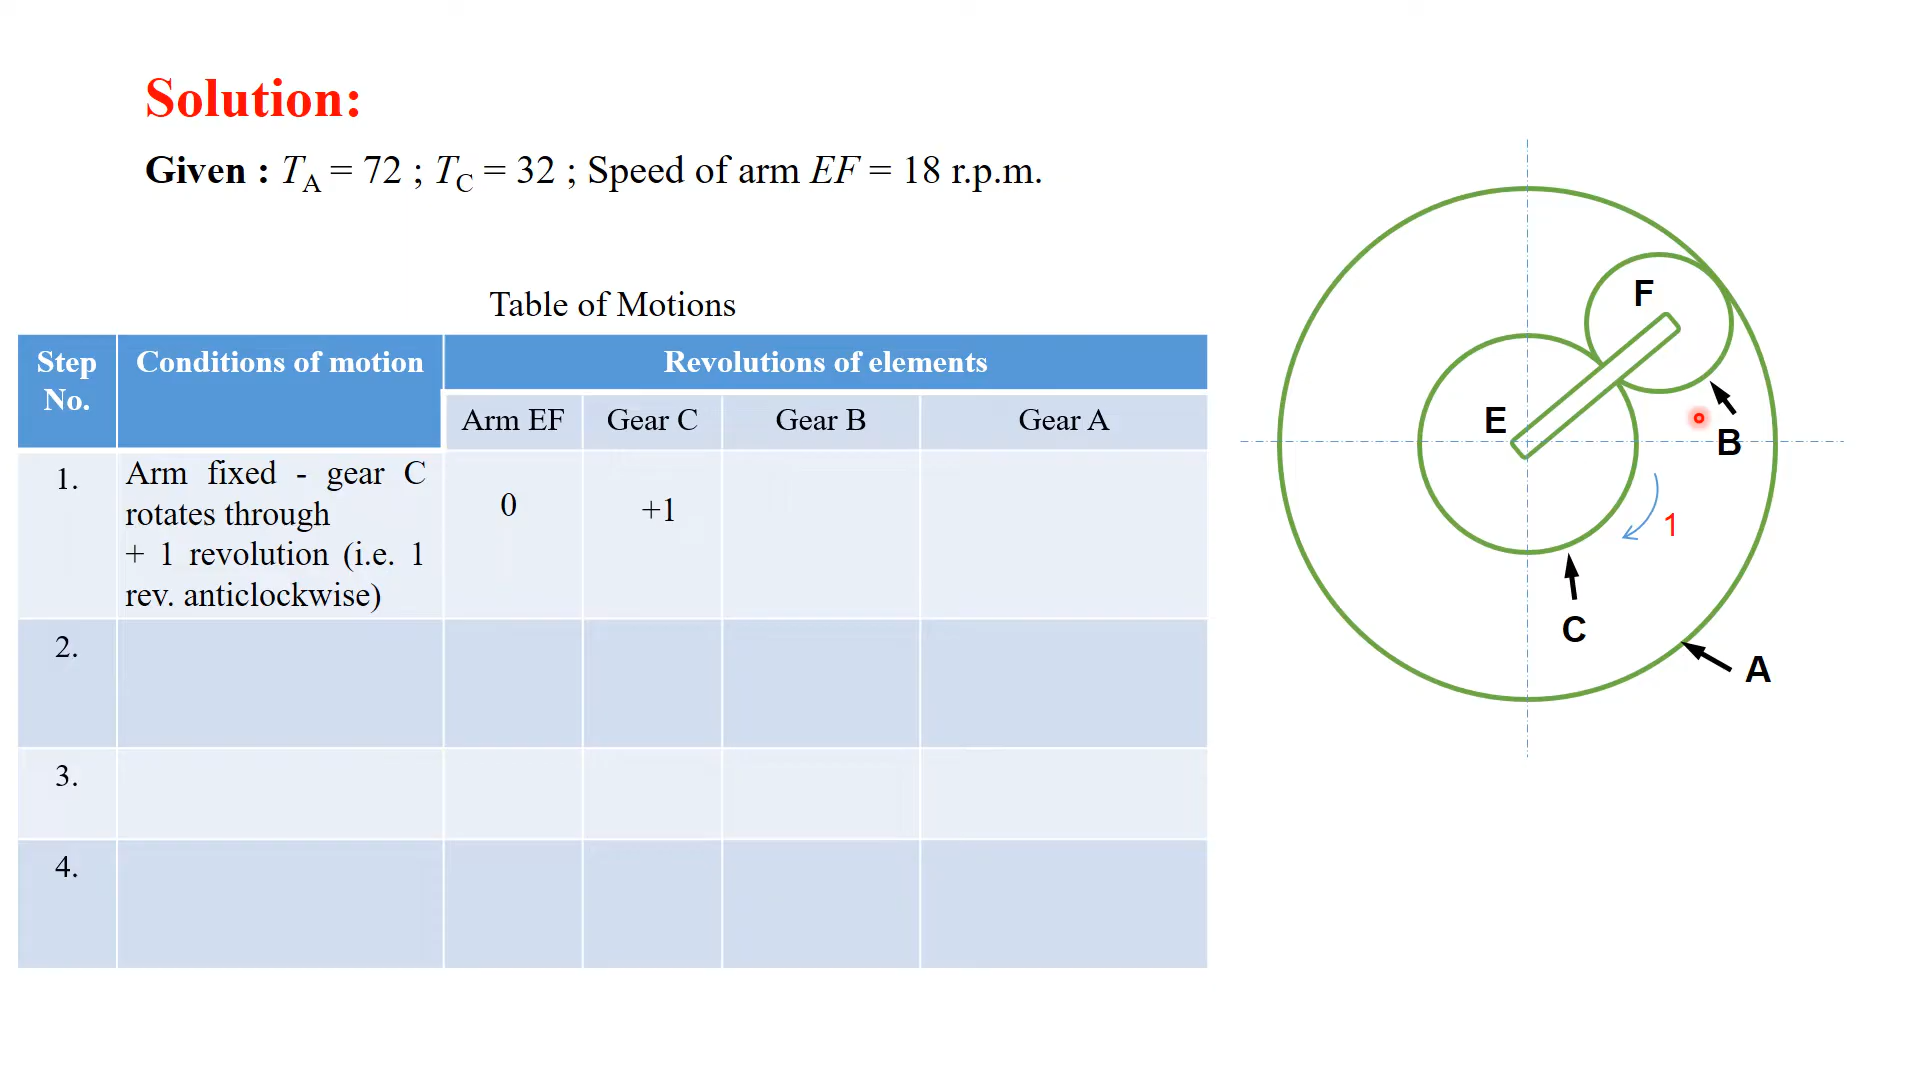 Solution:
Given : TA = 72 ; TC = 32 ; Speed of arm EF = 18 r.p.m.
Table of Motions
Step No.
Conditions of motion
Revolutions of elements
Arm EF
Gear C
Gear B
Gear A
1.
Arm fixed - gear C
rotates through
+ 1 revolution (i.e. 1
rev. anticlockwise)
0
+1
2.
3.
4.
F
E
B
1
C
A